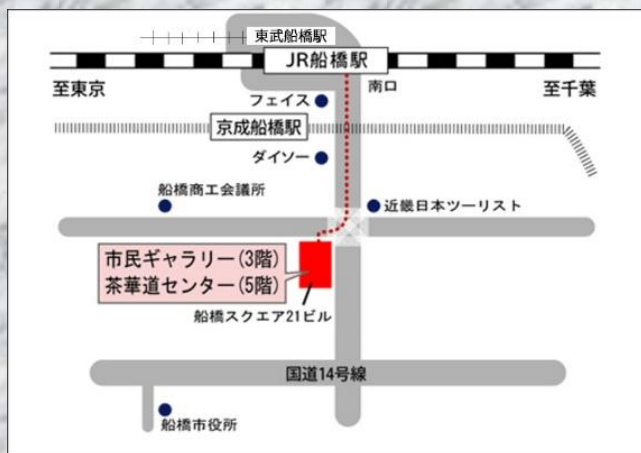 東武船橋駅
JR船橋駅
至東京
南口
至千葉
フェイス
京成船橋駅
ダイソー
船橋商工会議所
近畿日本ツーリスト
市民ギャラリー(3階)
茶華道センター(5階)
船橋スクエア21ビル
国道14号線
船橋市役所